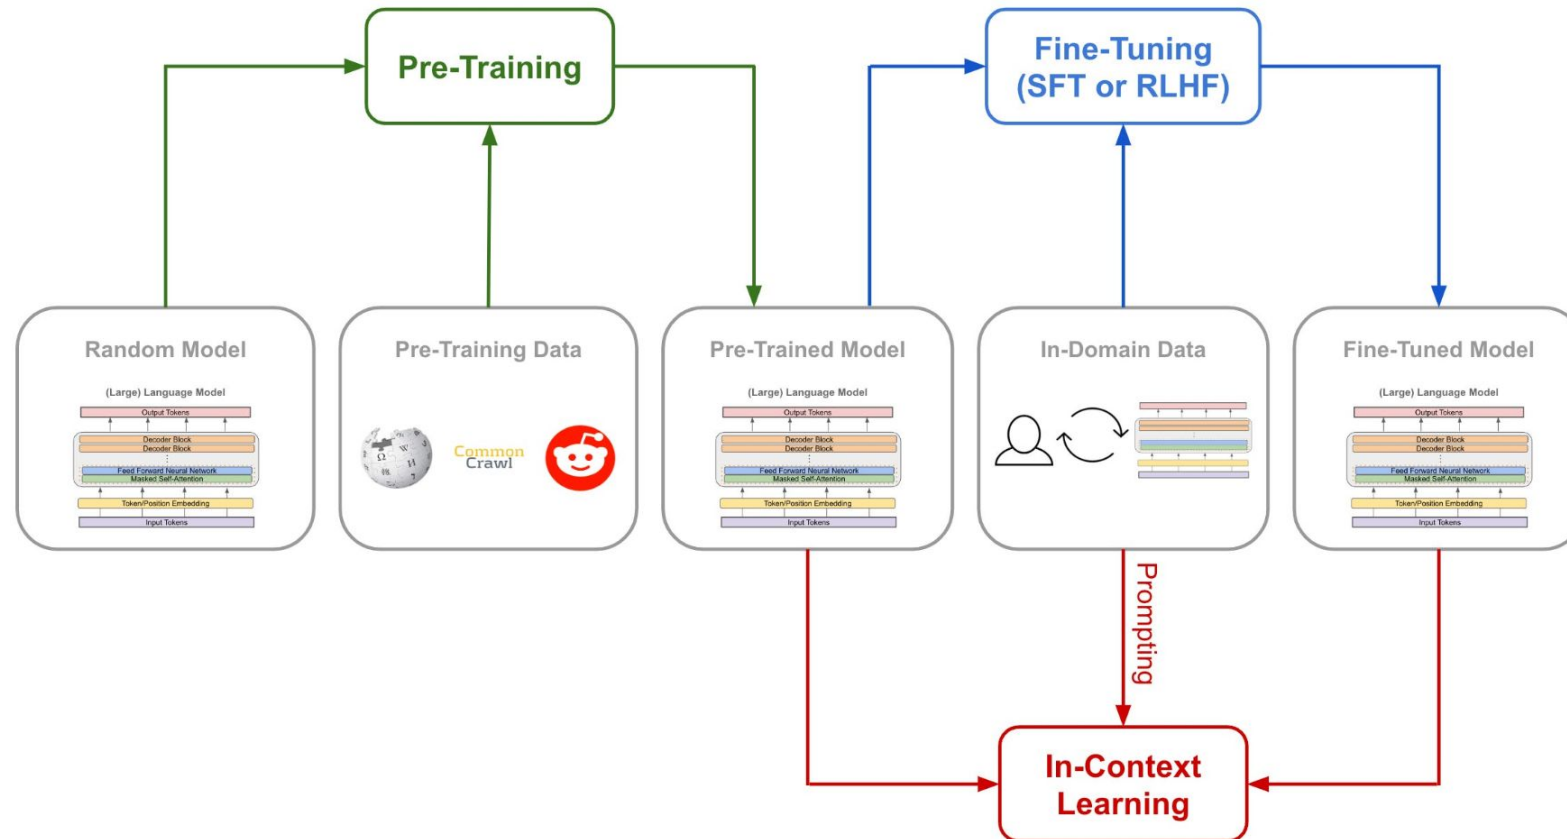 Pre-Training
Fine-Tuning
(SFT or RLHF)
Random Model
(Large) Language Model
Output Tokens
Decoder Block
Decoder Block
Feed Forward Neural Network
Masked Self-Attention
Token/Position Embedding
Input Tokens
Pre-Training Data
Common
Crawl
Pre-Trained Model
(Large) Language Model
Output Tokens
Decoder Block
Decoder Block
Feed Forward Neural Network
Masked Self-Attention
Token/Position Embedding
Input Tokens
In-Domain Data
Fine-Tuned Model
(Large) Language Model
Output Tokens
Decoder Block
Decoder Block
Feed Forward Neural Network
Masked Self-Attention
Token/Position Embedding
Input Tokens
Prompting
In-Context
Learning